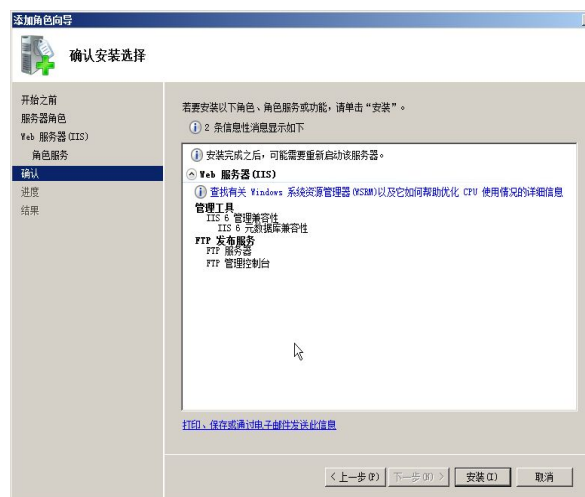 添加角色向导
确认安装选择
开始之前
服务器角色
Web 服务器(IIS)
角色服务
确认
进度
结果
若要安装以下角色、角色服务或功能，请单击“安装”。
2 条信息性消息显示如下
安装完成之后，可能需要重新启动该服务器。
Web 服务器(IIS)
查找有关 Windows 系统资源管理器(WSRM)以及它如何帮助优化 CPU 使用情况的详细信息
管理工具
IIS 6 管理兼容性
IIS 6 元数据库兼容性
FTP 发布服务
FTP 服务器
FTP 管理控制台
打印、保存或通过电子邮件发送此信息
< 上一步(P) 下一步(N) > 安装(I) 取消